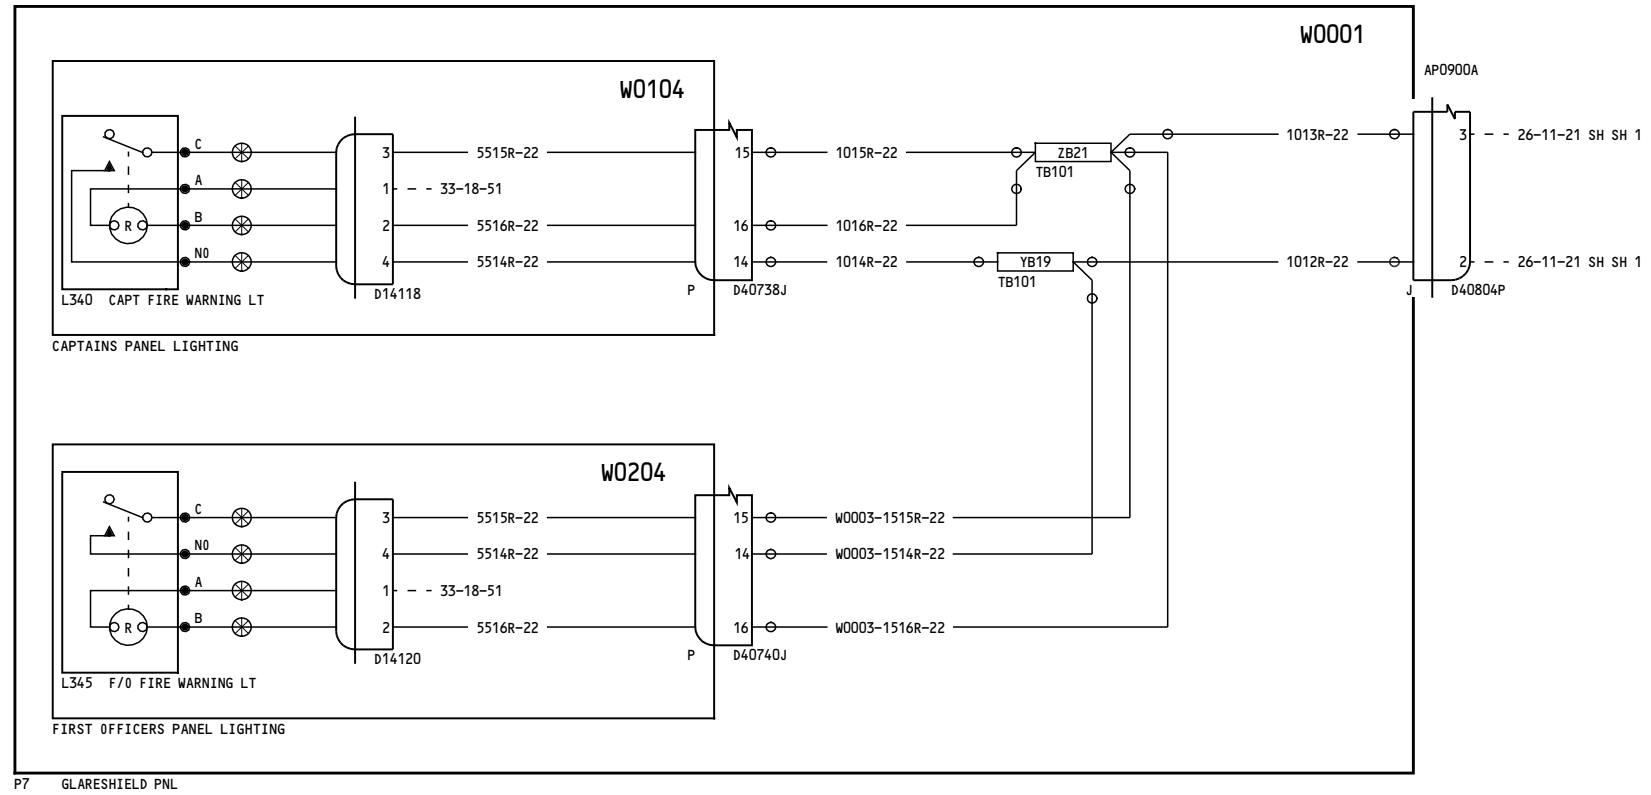 W0001
AP0900A
W0104
C
3
5515R-22
15
1015R-22
ZB21
TB101
1013R-22
3
26-11-21 SH SH 1
A
1
33-18-51
R
B
2
5516R-22
16
1016R-22
NO
4
5514R-22
14
1014R-22
YB19
TB101
1012R-22
2
26-11-21 SH SH 1
L340 CAPT FIRE WARNING LT
D14118
P
D40738J
J
D40804P
CAPTAINS PANEL LIGHTING
W0204
C
3
5515R-22
15
W0003-1515R-22
NO
4
5514R-22
14
W0003-1514R-22
A
1
33-18-51
R
B
2
5516R-22
16
W0003-1516R-22
L345 F/O FIRE WARNING LT
D14120
P
D40740J
FIRST OFFICERS PANEL LIGHTING
P7 GLARESHIELD PNL